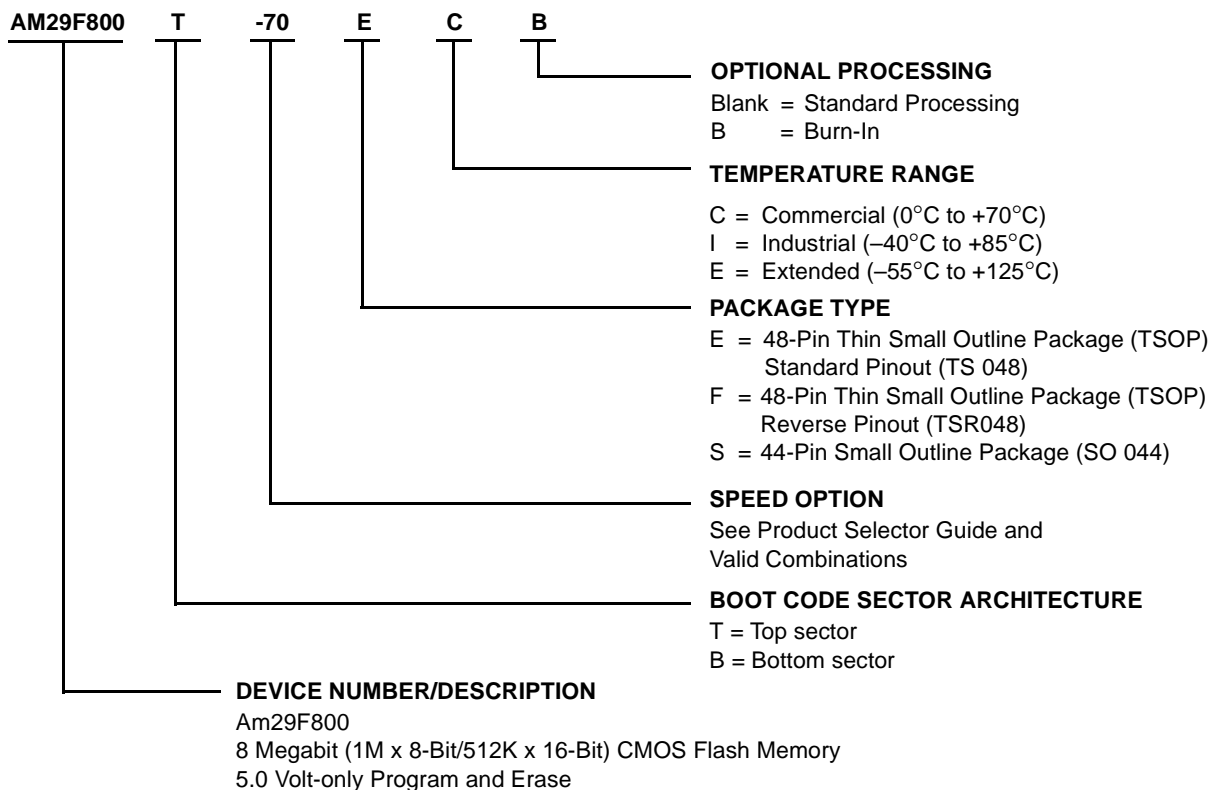 AM29F800 T -70 E C B
OPTIONAL PROCESSING
Blank = Standard Processing
B = Burn-In
TEMPERATURE RANGE
C = Commercial (0°C to +70°C)
I = Industrial (–40°C to +85°C)
E = Extended (–55°C to +125°C)
PACKAGE TYPE
E = 48-Pin Thin Small Outline Package (TSOP)
Standard Pinout (TS 048)
F = 48-Pin Thin Small Outline Package (TSOP)
Reverse Pinout (TSR048)
S = 44-Pin Small Outline Package (SO 044)
SPEED OPTION
See Product Selector Guide and
Valid Combinations
BOOT CODE SECTOR ARCHITECTURE
T = Top sector
B = Bottom sector
DEVICE NUMBER/DESCRIPTION
Am29F800
8 Megabit (1M x 8-Bit/512K x 16-Bit) CMOS Flash Memory
5.0 Volt-only Program and Erase